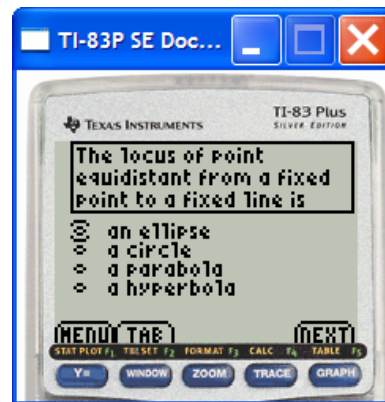 TI-83P SE Doc...
TEXAS INSTRUMENTS
TI-83 Plus
SILVER EDITION
The locus of point
equidistant from a fixed
point to a fixed line is
an ellipse
a circle
a parabola
a hyperbola
MENU TAB NEXT
STAT PLOT F1 TBLSET F2 FORMAT F3 CALC F4 TABLE F5
Y= WINDOW ZOOM TRACE GRAPH